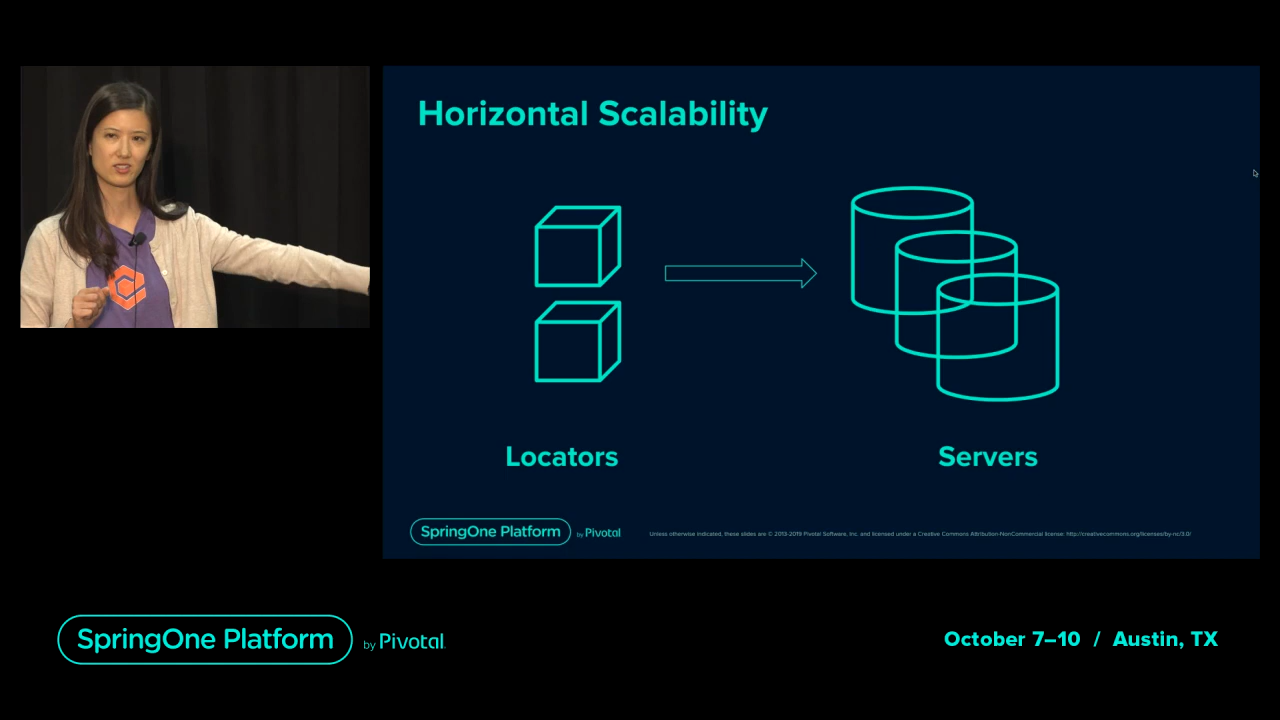 Horizontal Scalability
Locators
Servers
SpringOne Platform by Pivotal
Unless otherwise indicated, these slides are © 2013-2019 Pivotal Software, Inc. and licensed under a Creative Commons Attribution-NonCommercial license: http://creativecommons.org/licenses/by-nc/3.0/
SpringOne Platform by Pivotal.
October 7–10 / Austin, TX